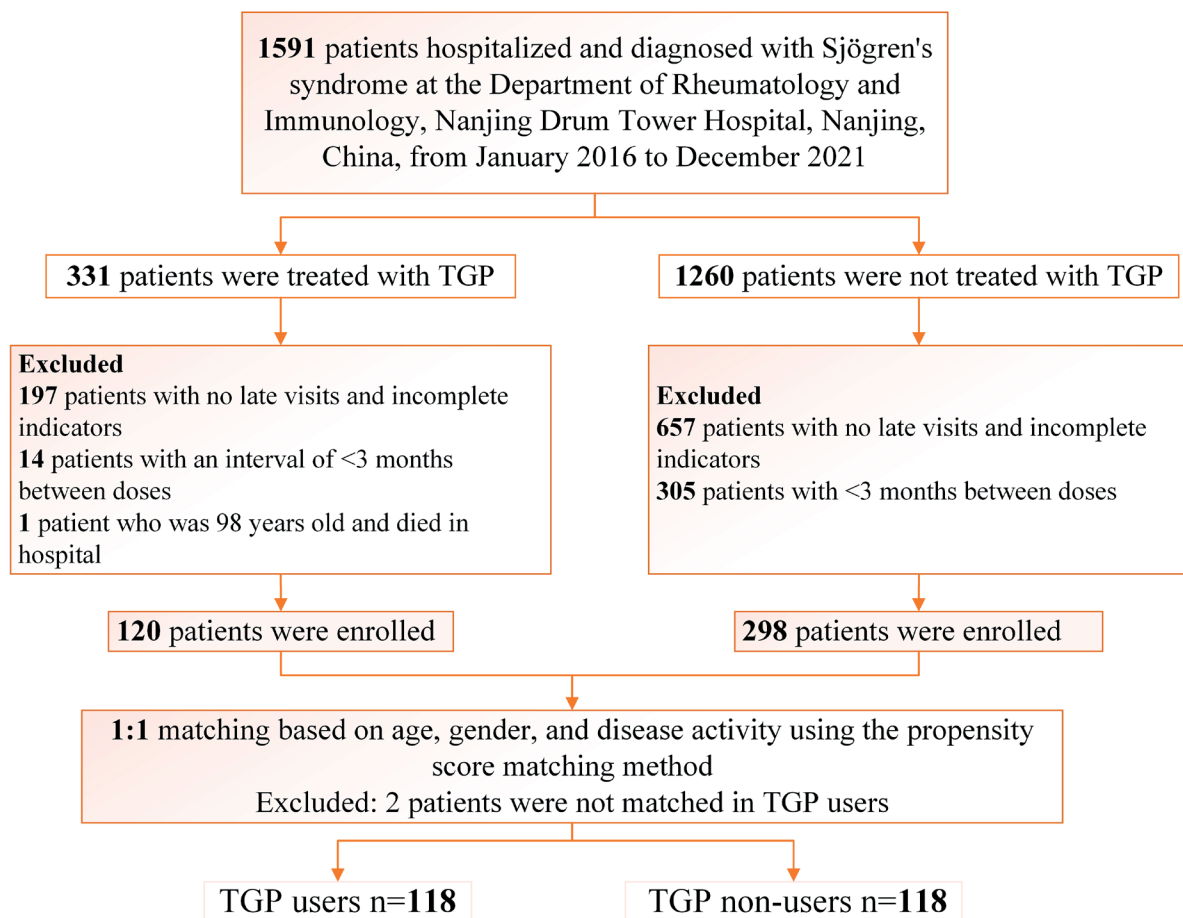 1591 patients hospitalized and diagnosed with Sjögren's
syndrome at the Department of Rheumatology and
Immunology, Nanjing Drum Tower Hospital, Nanjing,
China, from January 2016 to December 2021
331 patients were treated with TGP
1260 patients were not treated with TGP
Excluded
197 patients with no late visits and incomplete
indicators
14 patients with an interval of <3 months
between doses
1 patient who was 98 years old and died in
hospital
Excluded
657 patients with no late visits and incomplete
indicators
305 patients with <3 months between doses
120 patients were enrolled
298 patients were enrolled
1:1 matching based on age, gender, and disease activity using the propensity
score matching method
Excluded: 2 patients were not matched in TGP users
TGP users n=118
TGP non-users n=118